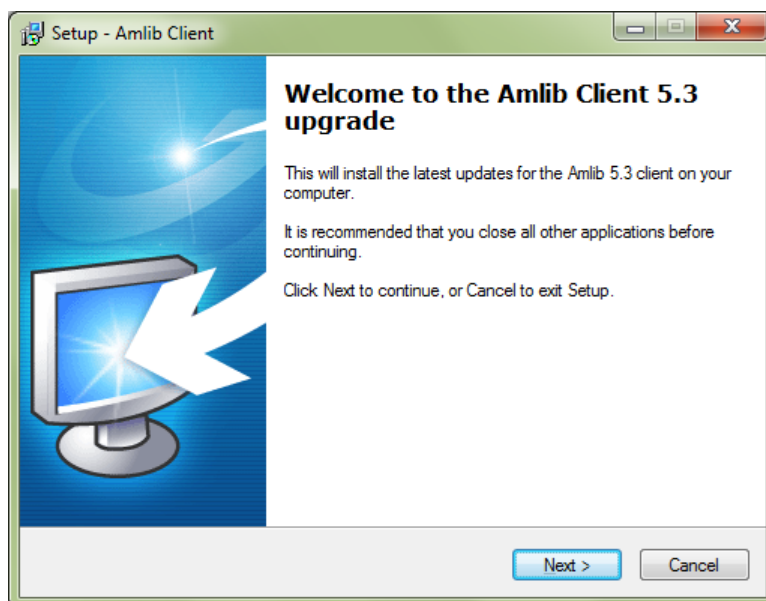 Setup - Amlib Client
Welcome to the Amlib Client 5.3
upgrade
This will install the latest updates for the Amlib 5.3 client on your
computer.
It is recommended that you close all other applications before
continuing.
Click Next to continue, or Cancel to exit Setup.
Next >
Cancel